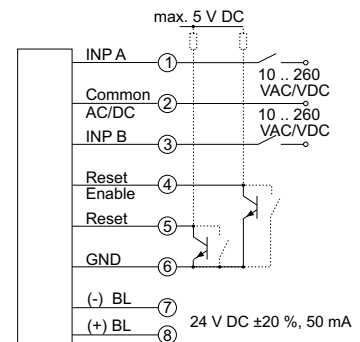 max. 5 V DC
INP A
1
10 .. 260
VAC/VDC
Common
AC/DC
2
10 .. 260
VAC/VDC
INP B
3
Reset
Enable
4
Reset
5
GND
6
(-) BL
7
(+) BL
8
24 V DC ±20 %, 50 mA